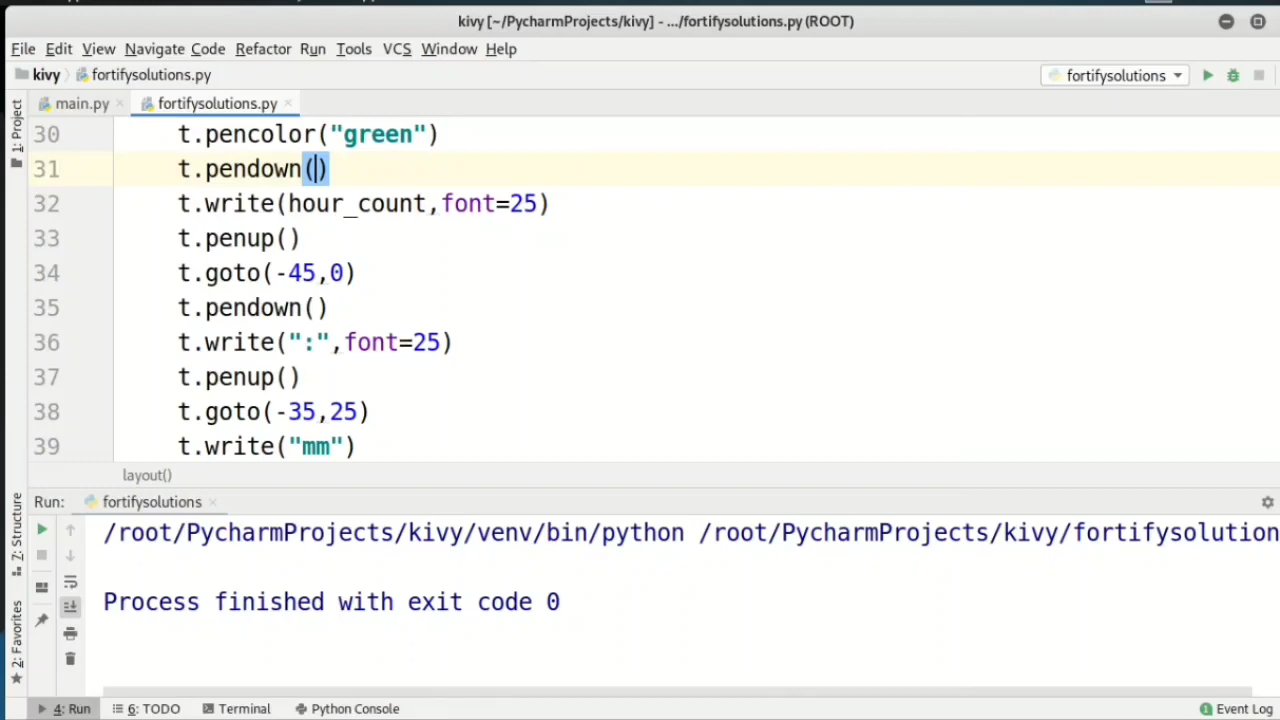 kivy [~/PycharmProjects/kivy] - .../fortifysolutions.py (ROOT)
File Edit View Navigate Code Refactor Run Tools VCS Window Help
kivy fortifysolutions.py fortifysolutions
main.py fortifysolutions.py
1: Project
30 t.pencolor("green")
31 t.pendown()
32 t.write(hour_count,font=25)
33 t.penup()
34 t.goto(-45,0)
35 t.pendown()
36 t.write(":",font=25)
37 t.penup()
38 t.goto(-35,25)
39 t.write("mm")
layout()
Run: fortifysolutions
7: Structure
2: Favorites
/root/PycharmProjects/kivy/venv/bin/python /root/PycharmProjects/kivy/fortifysolution
Process finished with exit code 0
4: Run 6: TODO Terminal Python Console 1 Event Log